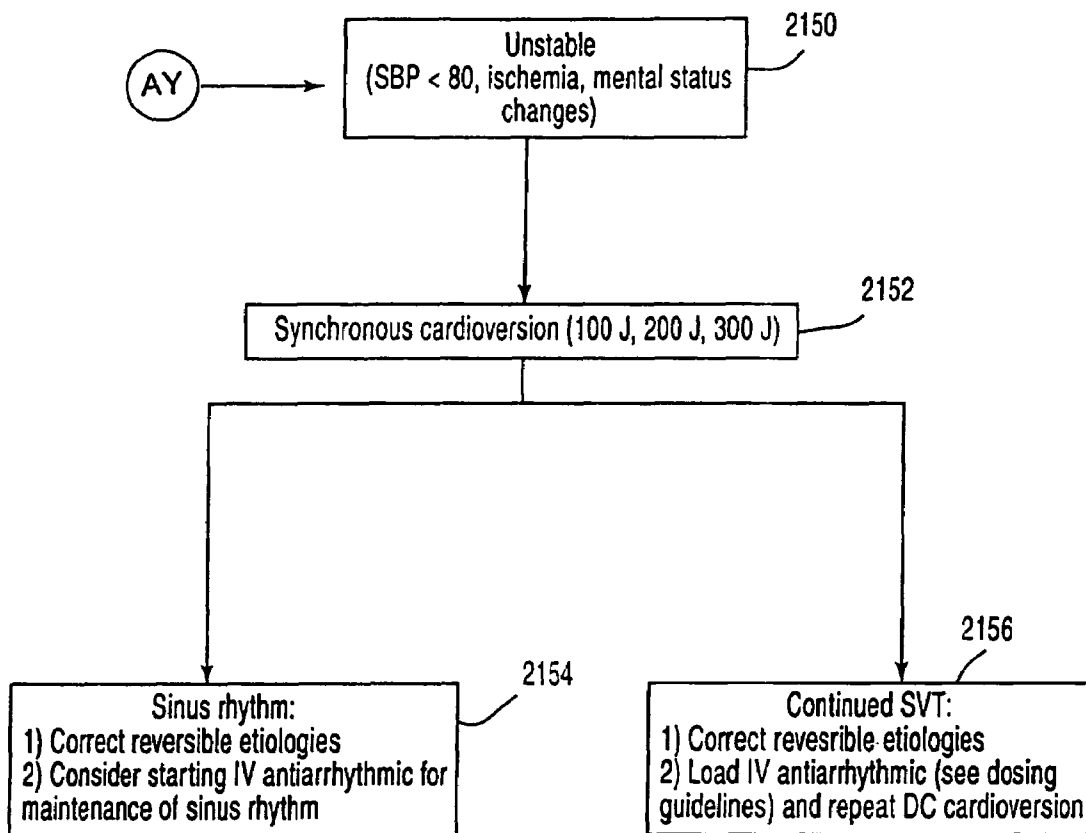 2150
Unstable
(SBP < 80, ischemia, mental status
changes)
AY
2152
Synchronous cardioversion (100 J, 200 J, 300 J)
2154
Sinus rhythm:
1) Correct reversible etiologies
2) Consider starting IV antiarrhythmic for
maintenance of sinus rhythm
2156
Continued SVT:
1) Correct revesrible etiologies
2) Load IV antiarrhythmic (see dosing
guidelines) and repeat DC cardioversion